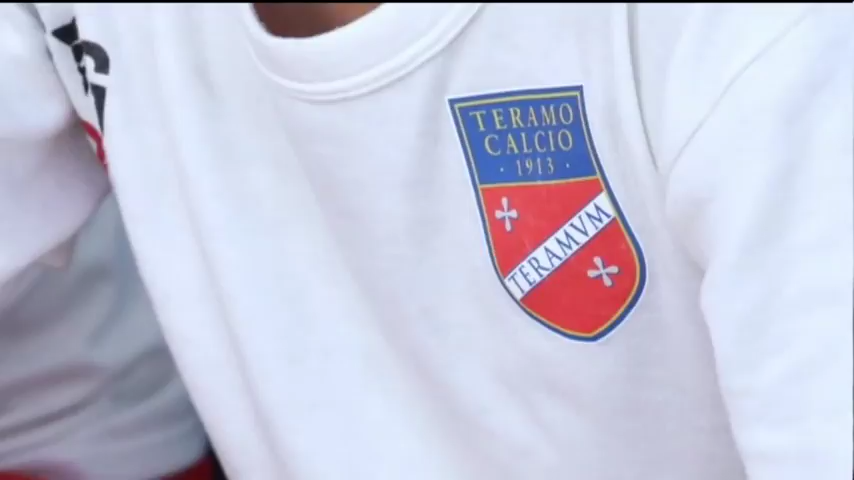 TERAMO
CALCIO
· 1913 ·
TERAMVM